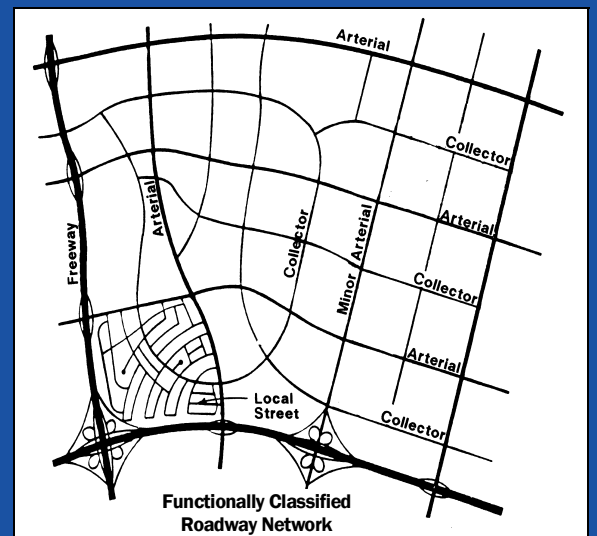 Arterial
Collector
Arterial
Arterial
Collector
Minor Arterial
Freeway
Collector
Arterial
Local
Street
Collector
Functionally Classified
Roadway Network